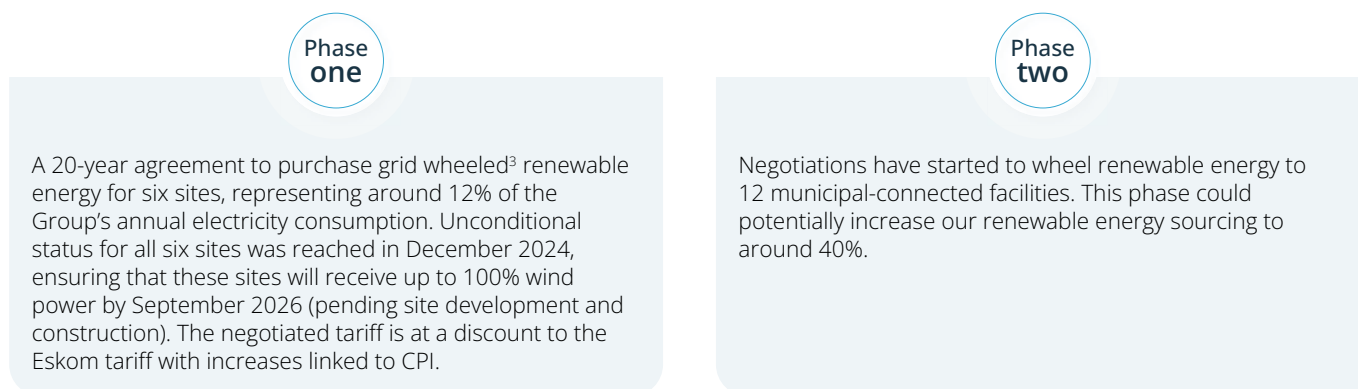 Phase
one
A 20-year agreement to purchase grid wheeled³ renewable
energy for six sites, representing around 12% of the
Group’s annual electricity consumption. Unconditional
status for all six sites was reached in December 2024,
ensuring that these sites will receive up to 100% wind
power by September 2026 (pending site development and
construction). The negotiated tariff is at a discount to the
Eskom tariff with increases linked to CPI.
Phase
two
Negotiations have started to wheel renewable energy to
12 municipal-connected facilities. This phase could
potentially increase our renewable energy sourcing to
around 40%.